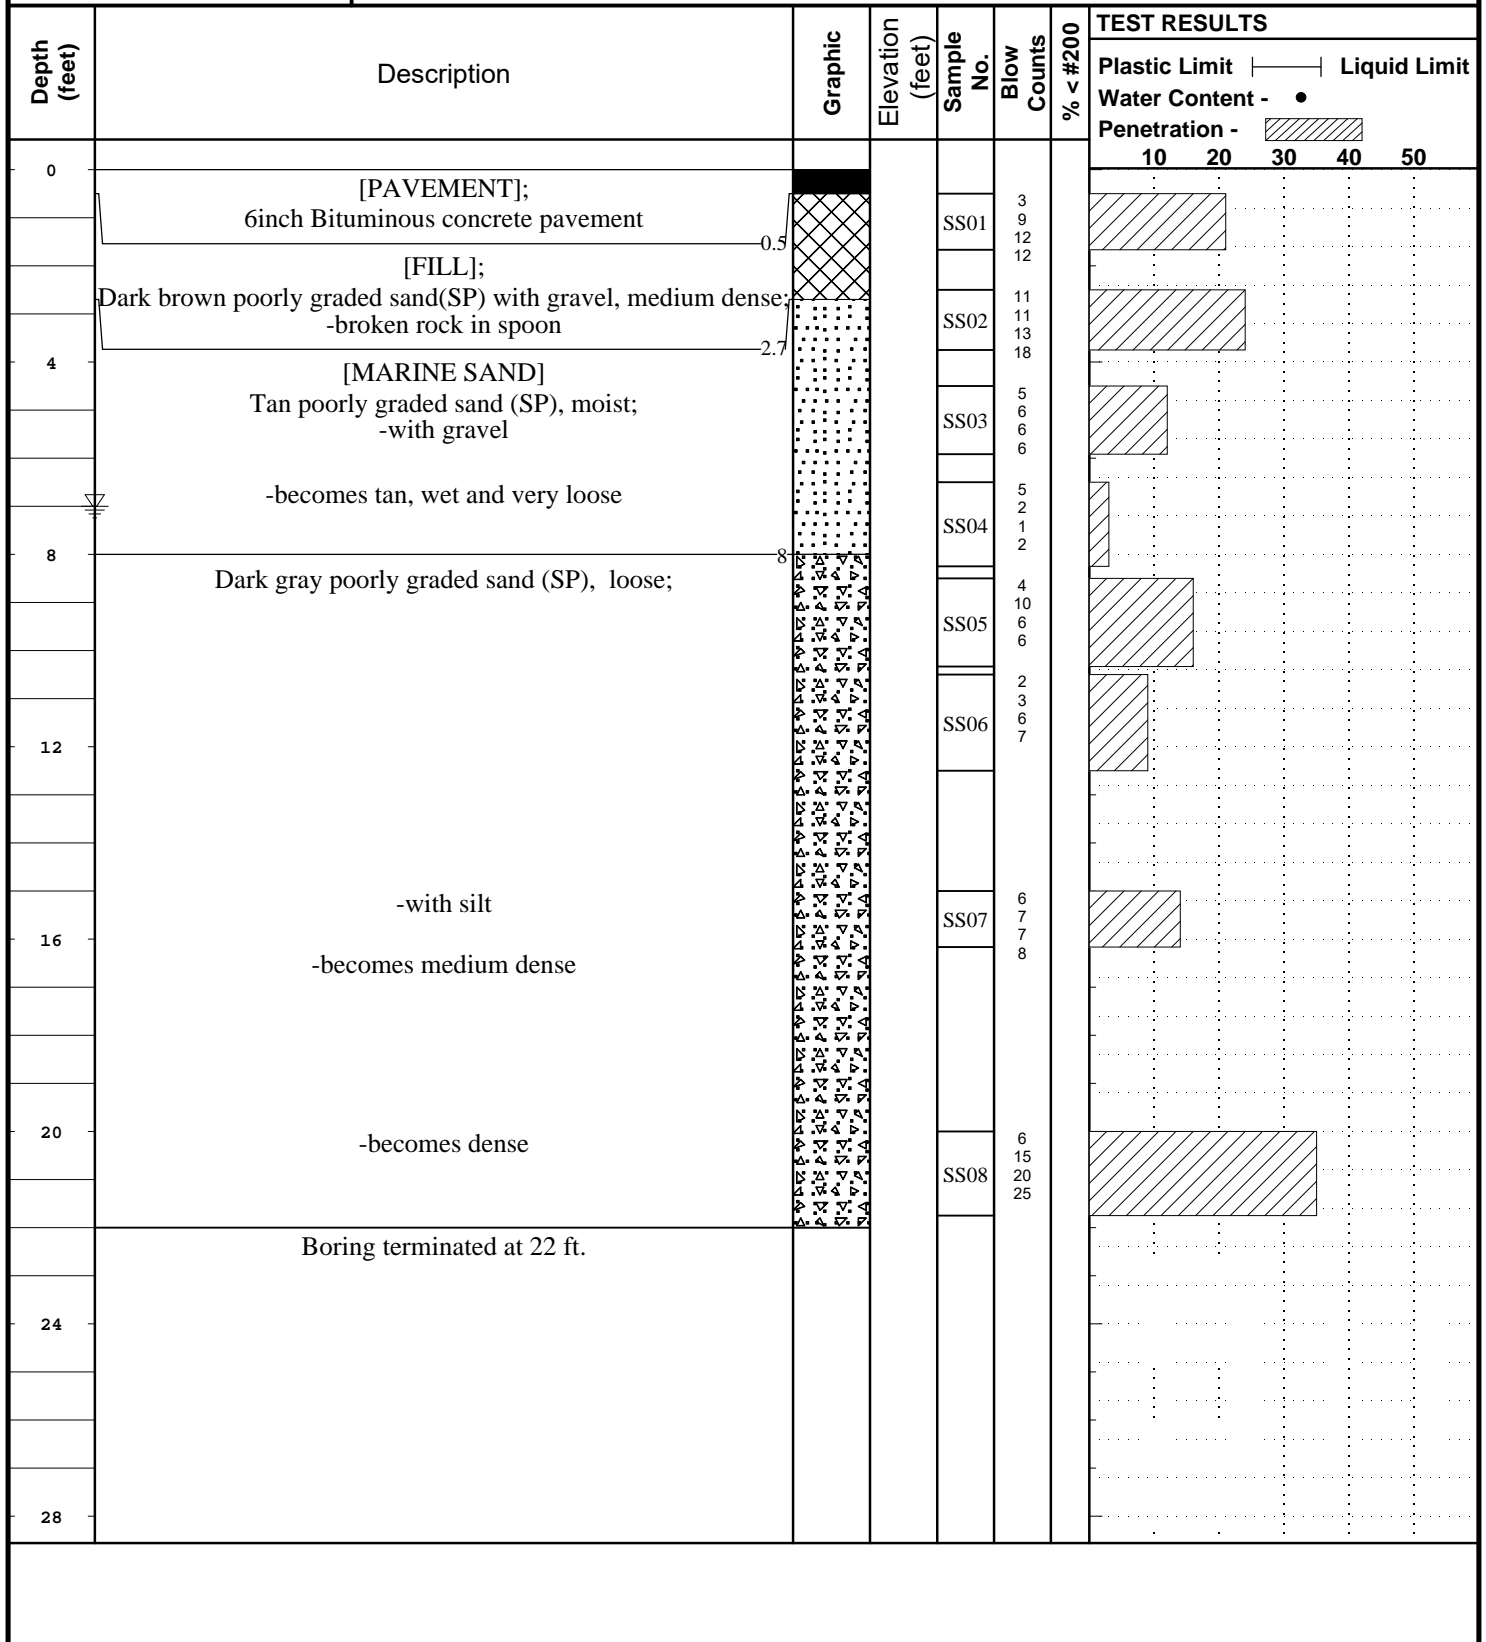 Depth
(feet)
Description
Graphic
Elevation
(feet)
Sample
No.
Blow
Counts
% < #200
TEST RESULTS
Plastic Limit Liquid Limit
Water Content -
Penetration -
10 20 30 40 50
0
[PAVEMENT];
6inch Bituminous concrete pavement
0.5
SS01
3
9
12
12
[FILL];
Dark brown poorly graded sand(SP) with gravel, medium dense;
-broken rock in spoon
2.7
SS02
11
11
13
18
4
[MARINE SAND]
Tan poorly graded sand (SP), moist;
-with gravel
SS03
5
6
6
6
-becomes tan, wet and very loose
SS04
5
2
1
2
8
8
Dark gray poorly graded sand (SP), loose;
SS05
4
10
6
6
SS06
2
3
6
7
12
-with silt
SS07
6
7
7
8
16
-becomes medium dense
20
-becomes dense
SS08
6
15
20
25
Boring terminated at 22 ft.
24
28